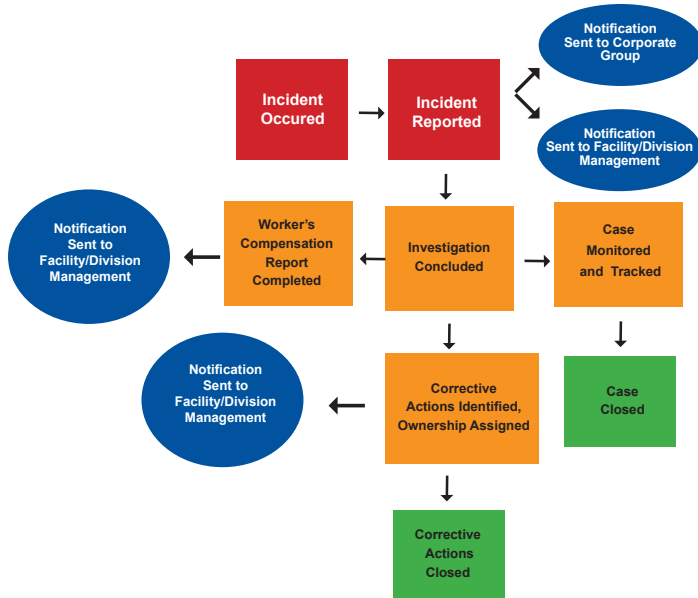 Notification
Sent to Corporate
Group
Incident
Occured
Incident
Reported
Notification
Sent to Facility/Division
Management
Notification
Sent to
Facility/Division
Management
Worker's
Compensation
Report
Completed
Investigation
Concluded
Case
Monitored
and Tracked
Notification
Sent to
Facility/Division
Management
Corrective
Actions Identified,
Ownership Assigned
Case
Closed
Corrective
Actions
Closed